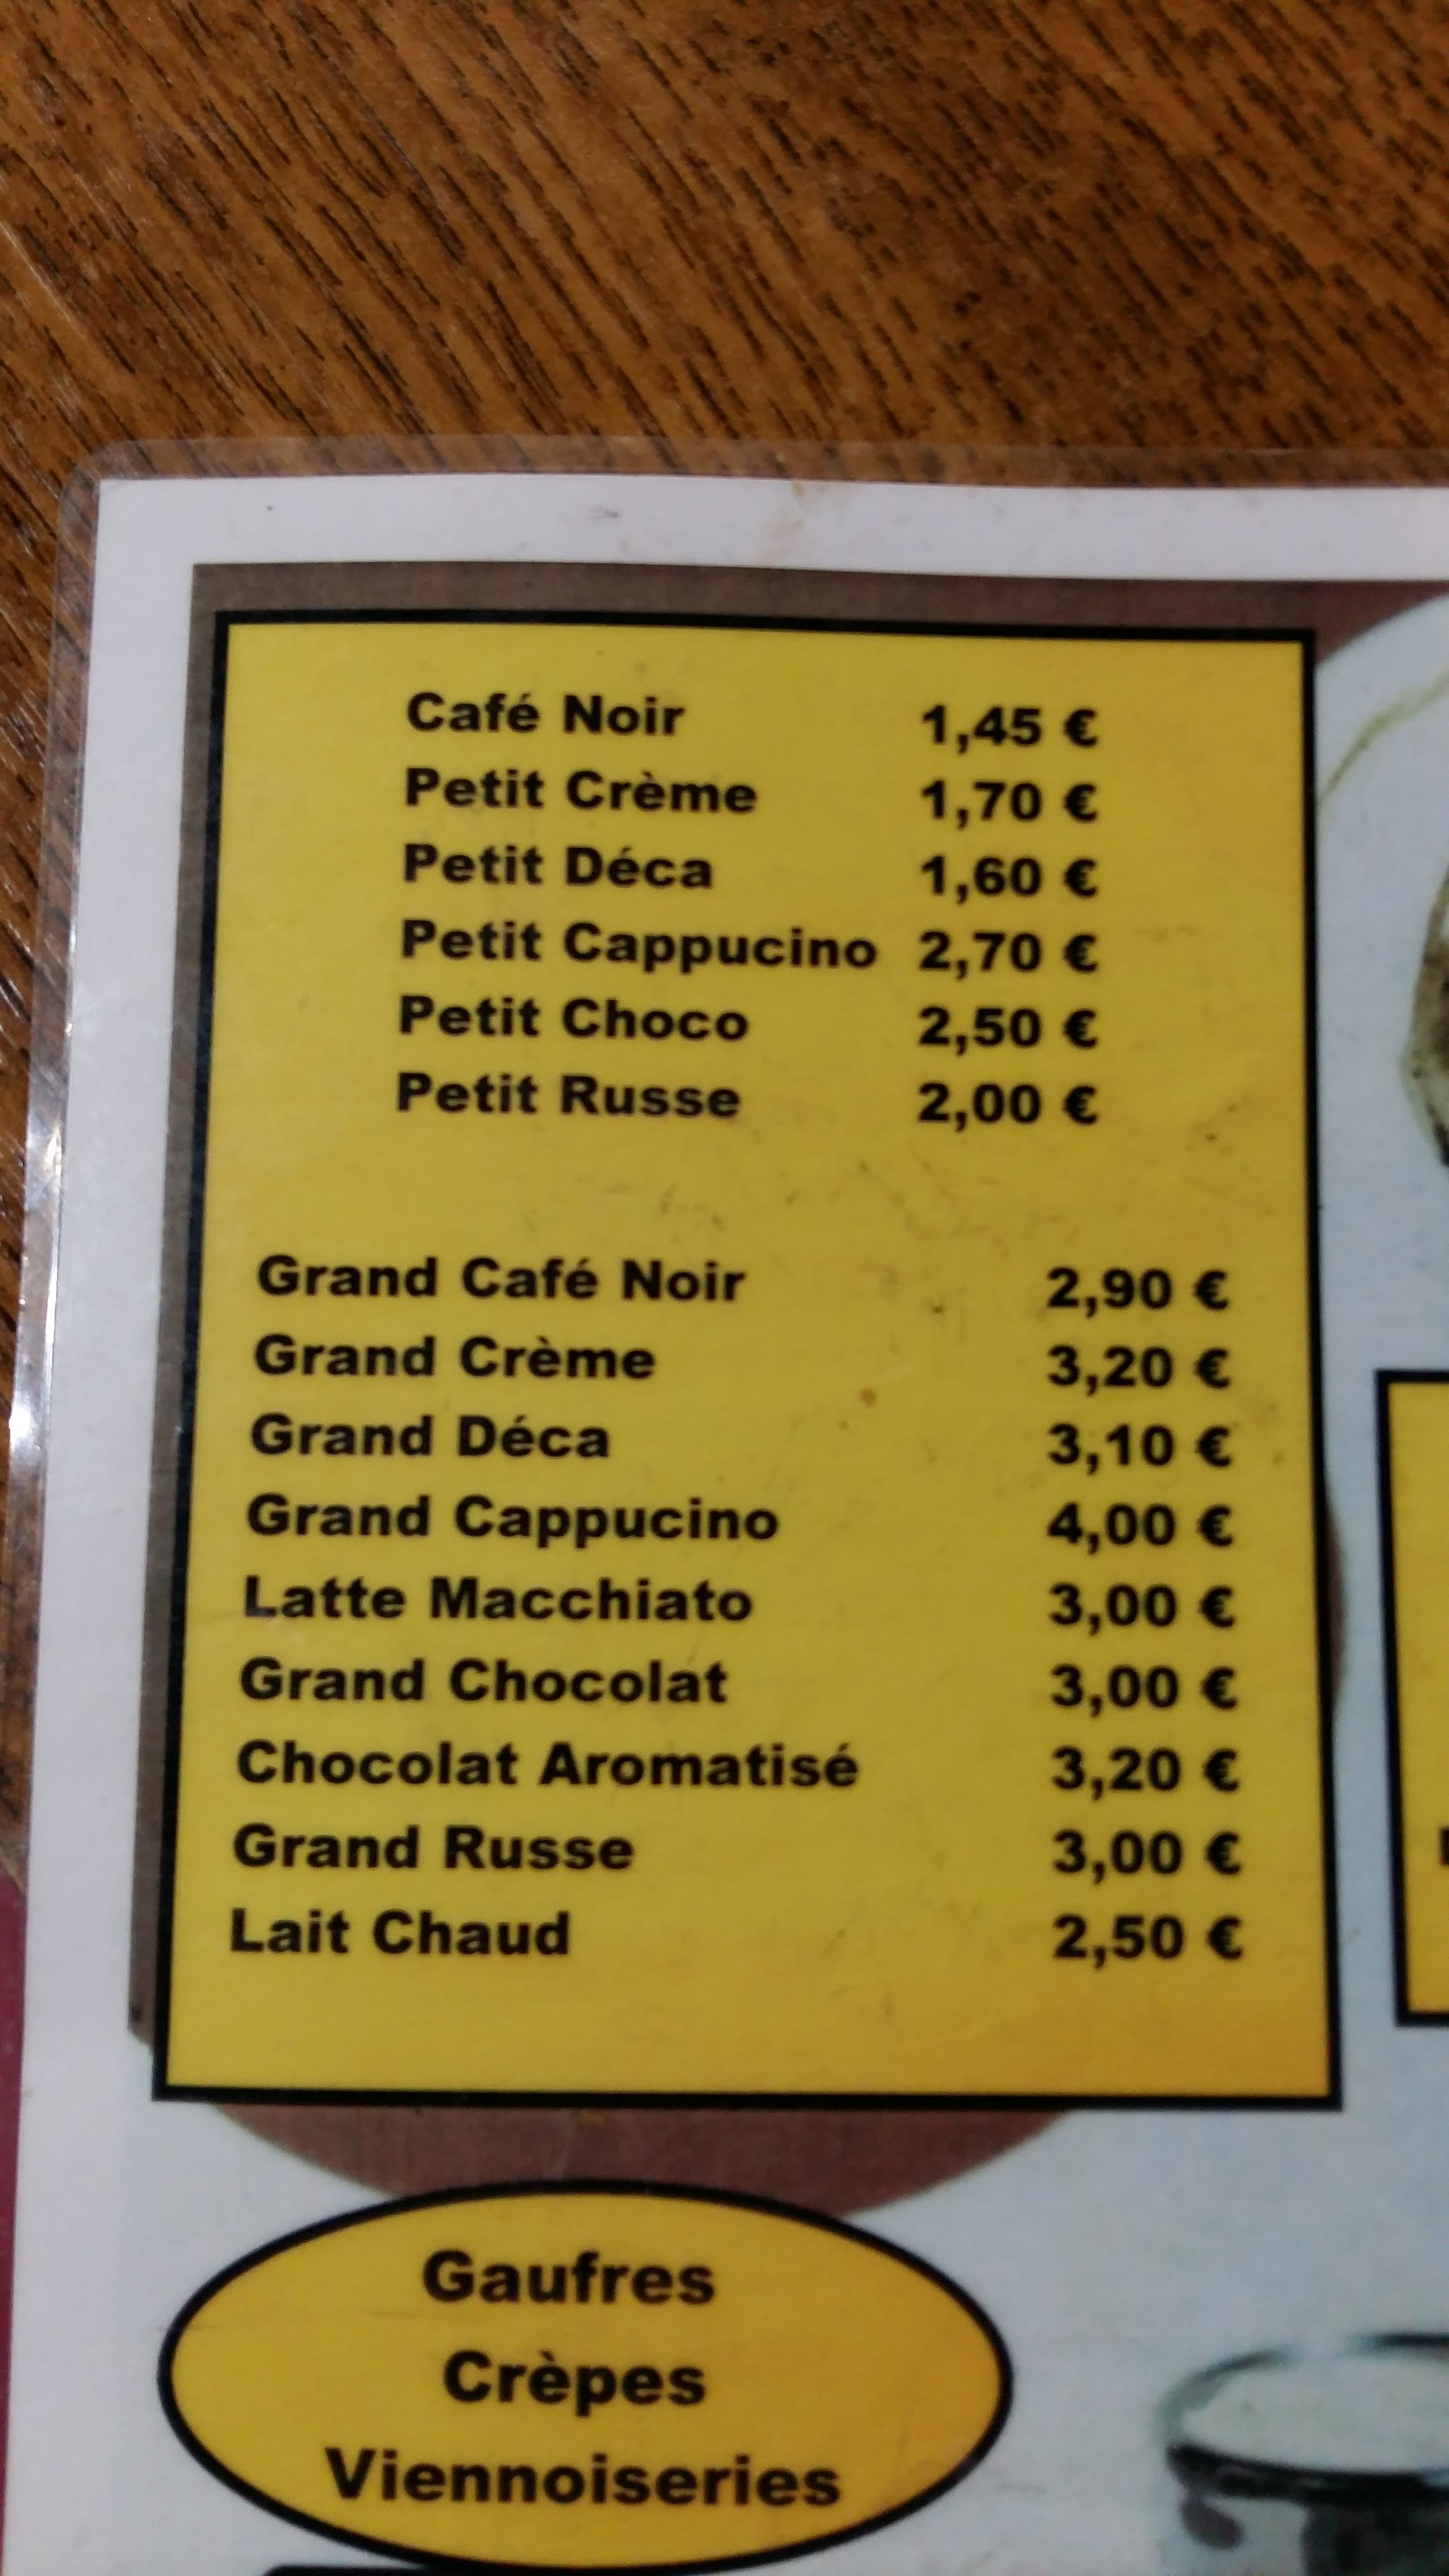 Café Noir 1,45 €
Petit Crème 1,70 €
Petit Déca 1,60 €
Petit Cappucino 2,70 €
Petit Choco 2,50 €
Petit Russe 2,00 €
Grand Café Noir 2,90 €
Grand Crème 3,20 €
Grand Déca 3,10 €
Grand Cappucino 4,00 €
Latte Macchiato 3,00 €
Grand Chocolat 3,00 €
Chocolat Aromatisé 3,20 €
Grand Russe 3,00 €
Lait Chaud 2,50 €
Gaufres
Crèpes
Viennoiseries